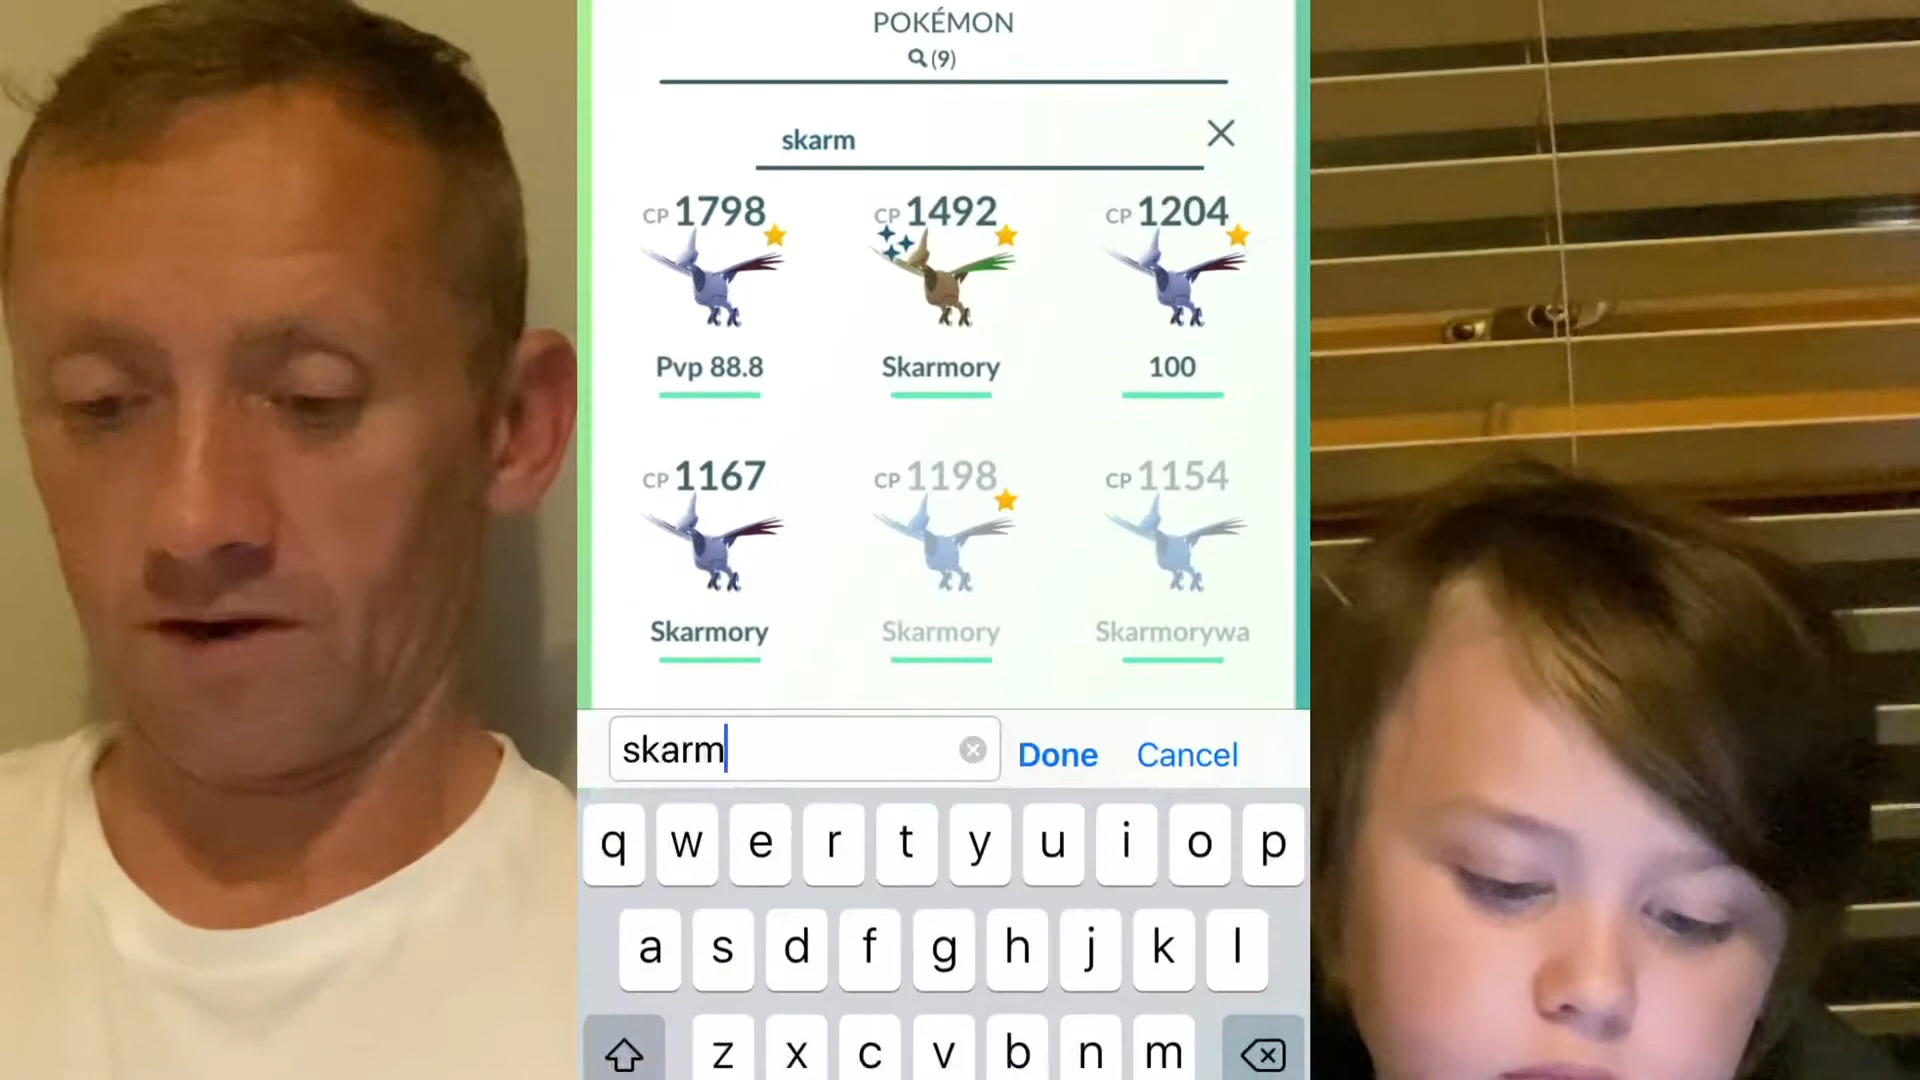 POKÉMON
(9)
skarm
CP 1798 CP 1492 CP 1204
Pvp 88.8 Skarmory 100
CP 1167 CP 1198 CP 1154
Skarmory Skarmory Skarmorywa
skarm Done Cancel
q w e r t y u i o p
a s d f g h j k l
z x c v b n m